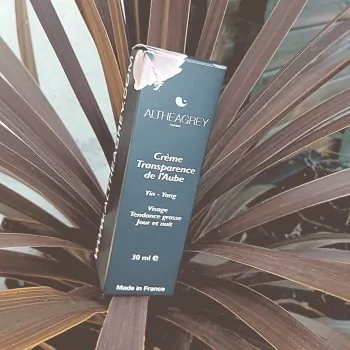 ALTHEAGREY
Crème
Transparence
de l'Aube
Yin - Yang
Visage
Tendance grasse
Jour et nuit
30 ml e
Made in France